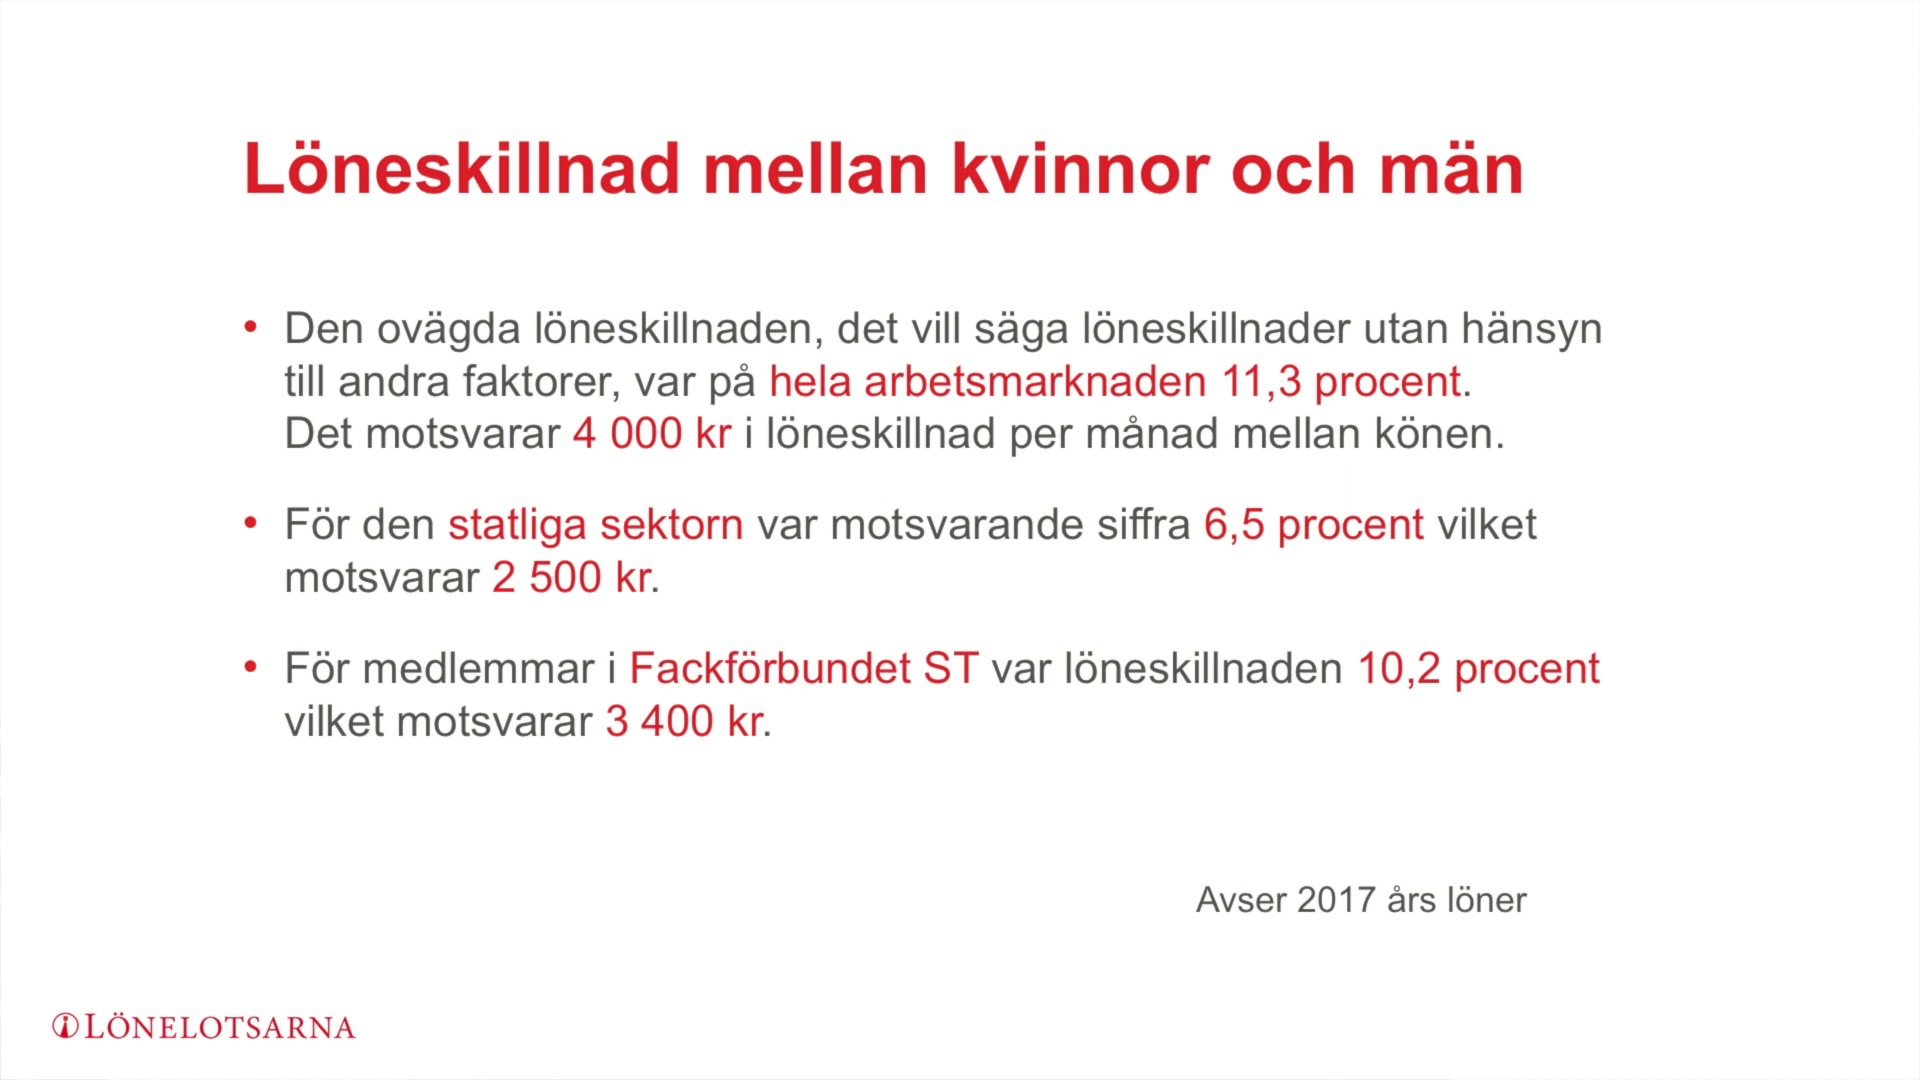 Löneskillnad mellan kvinnor och män
• Den ovägda löneskillnaden, det vill säga löneskillnader utan hänsyn
till andra faktorer, var på hela arbetsmarknaden 11,3 procent.
Det motsvarar 4 000 kr i löneskillnad per månad mellan könen.
• För den statliga sektorn var motsvarande siffra 6,5 procent vilket
motsvarar 2 500 kr.
• För medlemmar i Fackförbundet ST var löneskillnaden 10,2 procent
vilket motsvarar 3 400 kr.
Avser 2017 års löner
LÖNELOTSARNA